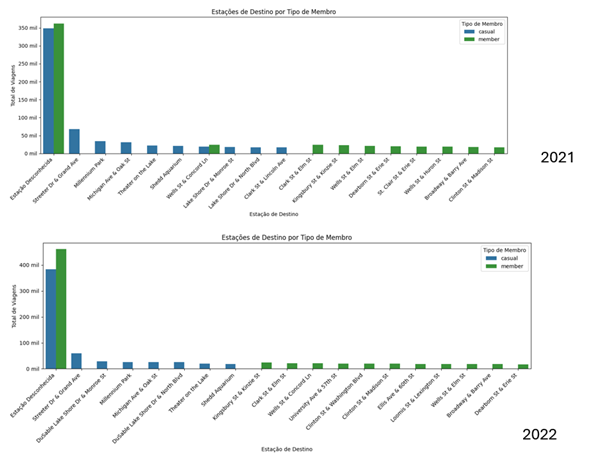 Estações de Destino por Tipo de Membro
Tipo de Membro
casual
member
350 mil
300 mil
250 mil
200 mil
150 mil
100 mil
50 mil
0 mil
Total de Viagens
Estação Desconhecida
Streeter Dr & Grand Ave
Millennium Park
Michigan Ave & Oak St
Theater on the Lake
Shedd Aquarium
Wells St & Concord Ln
Lake Shore Dr & Monroe St
Lake Shore Dr & North Blvd
Clark St & Lincoln Ave
Clark St & Elm St
Kingsbury St & Kinzie St
Wells St & Elm St
Dearborn St & Erie St
St. Clair St & Erie St
Wells St & Huron St
Broadway & Barry Ave
Clinton St & Madison St
Estação de Destino
2021
Estações de Destino por Tipo de Membro
Tipo de Membro
casual
member
400 mil
300 mil
200 mil
100 mil
0 mil
Total de Viagens
Estação Desconhecida
Streeter Dr & Grand Ave
DuSable Lake Shore Dr & Monroe St
Millennium Park
Michigan Ave & Oak St
DuSable Lake Shore Dr & North Blvd
Theater on the Lake
Shedd Aquarium
Kingsbury St & Kinzie St
Clark St & Elm St
Wells St & Concord Ln
University Ave & 57th St
Clinton St & Washington Blvd
Clinton St & Madison St
Ellis Ave & 60th St
Loomis St & Lexington St
Wells St & Elm St
Broadway & Barry Ave
Dearborn St & Erie St
Estação de Destino
2022